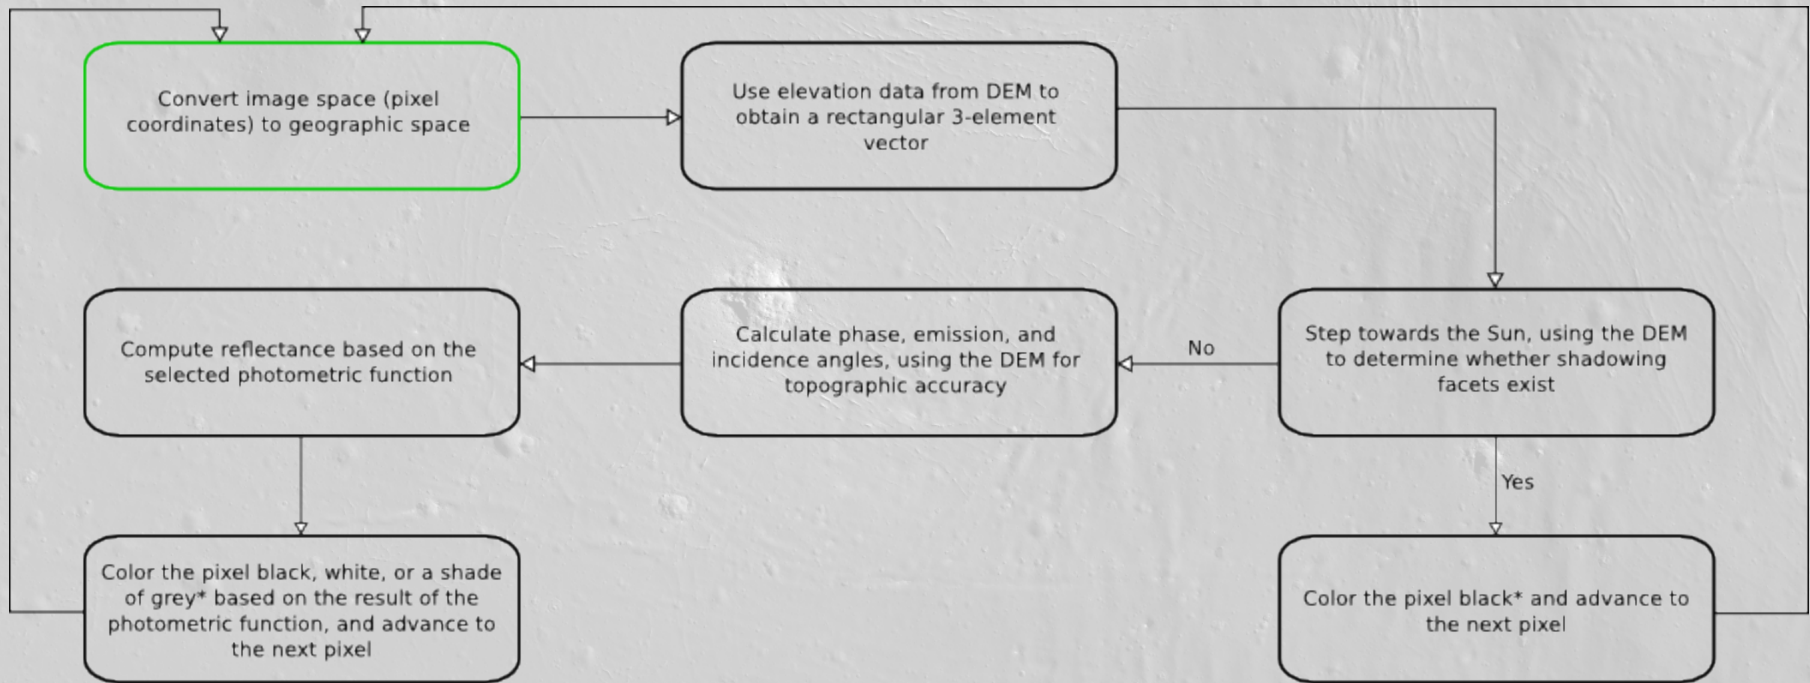 Convert image space (pixel
coordinates) to geographic space
Use elevation data from DEM to
obtain a rectangular 3-element
vector
Step towards the Sun, using the DEM
to determine whether shadowing
facets exist
No
Calculate phase, emission, and
incidence angles, using the DEM for
topographic accuracy
Compute reflectance based on the
selected photometric function
Yes
Color the pixel black, white, or a shade
of grey* based on the result of the
photometric function, and advance to
the next pixel
Color the pixel black* and advance to
the next pixel